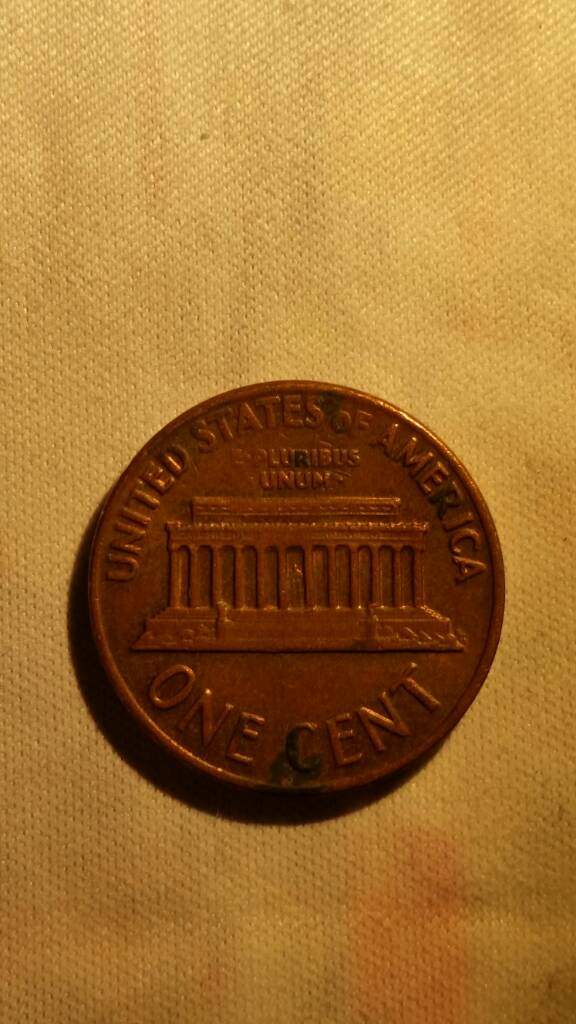 UNITED STATES OF AMERICA
E·PLURIBUS
·UNUM·
ONE CENT